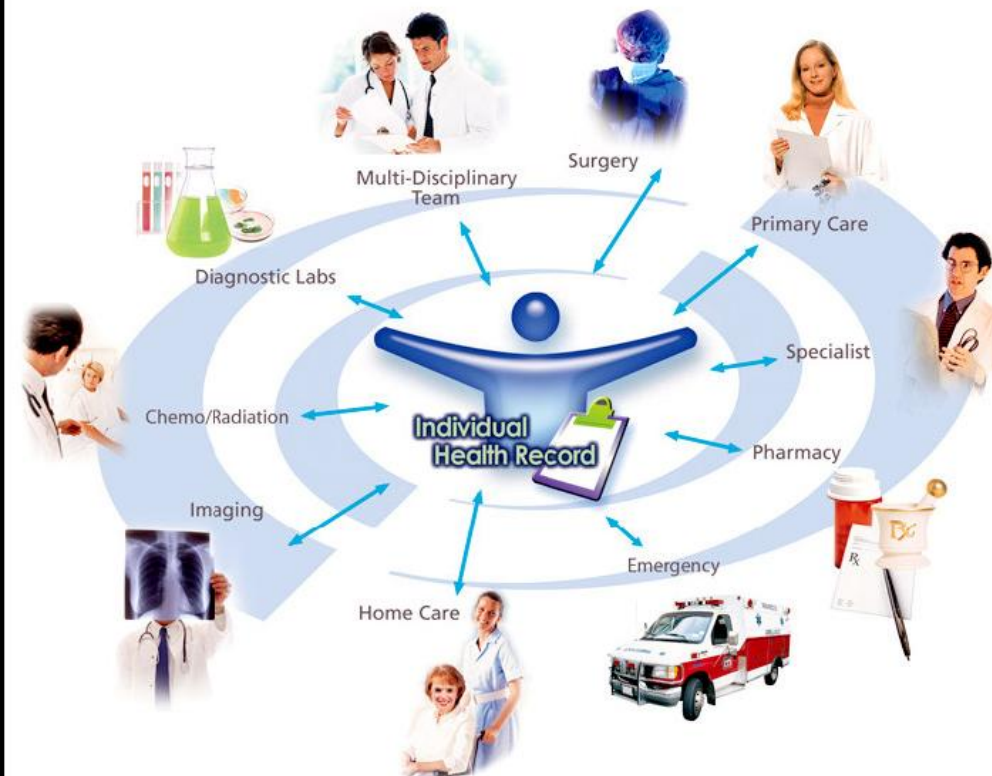 Surgery
Multi-Disciplinary
Team
Primary Care
Diagnostic Labs
Specialist
Chemo/Radiation
Individual
Health Record
Pharmacy
Imaging
Rx
Emergency
Home Care